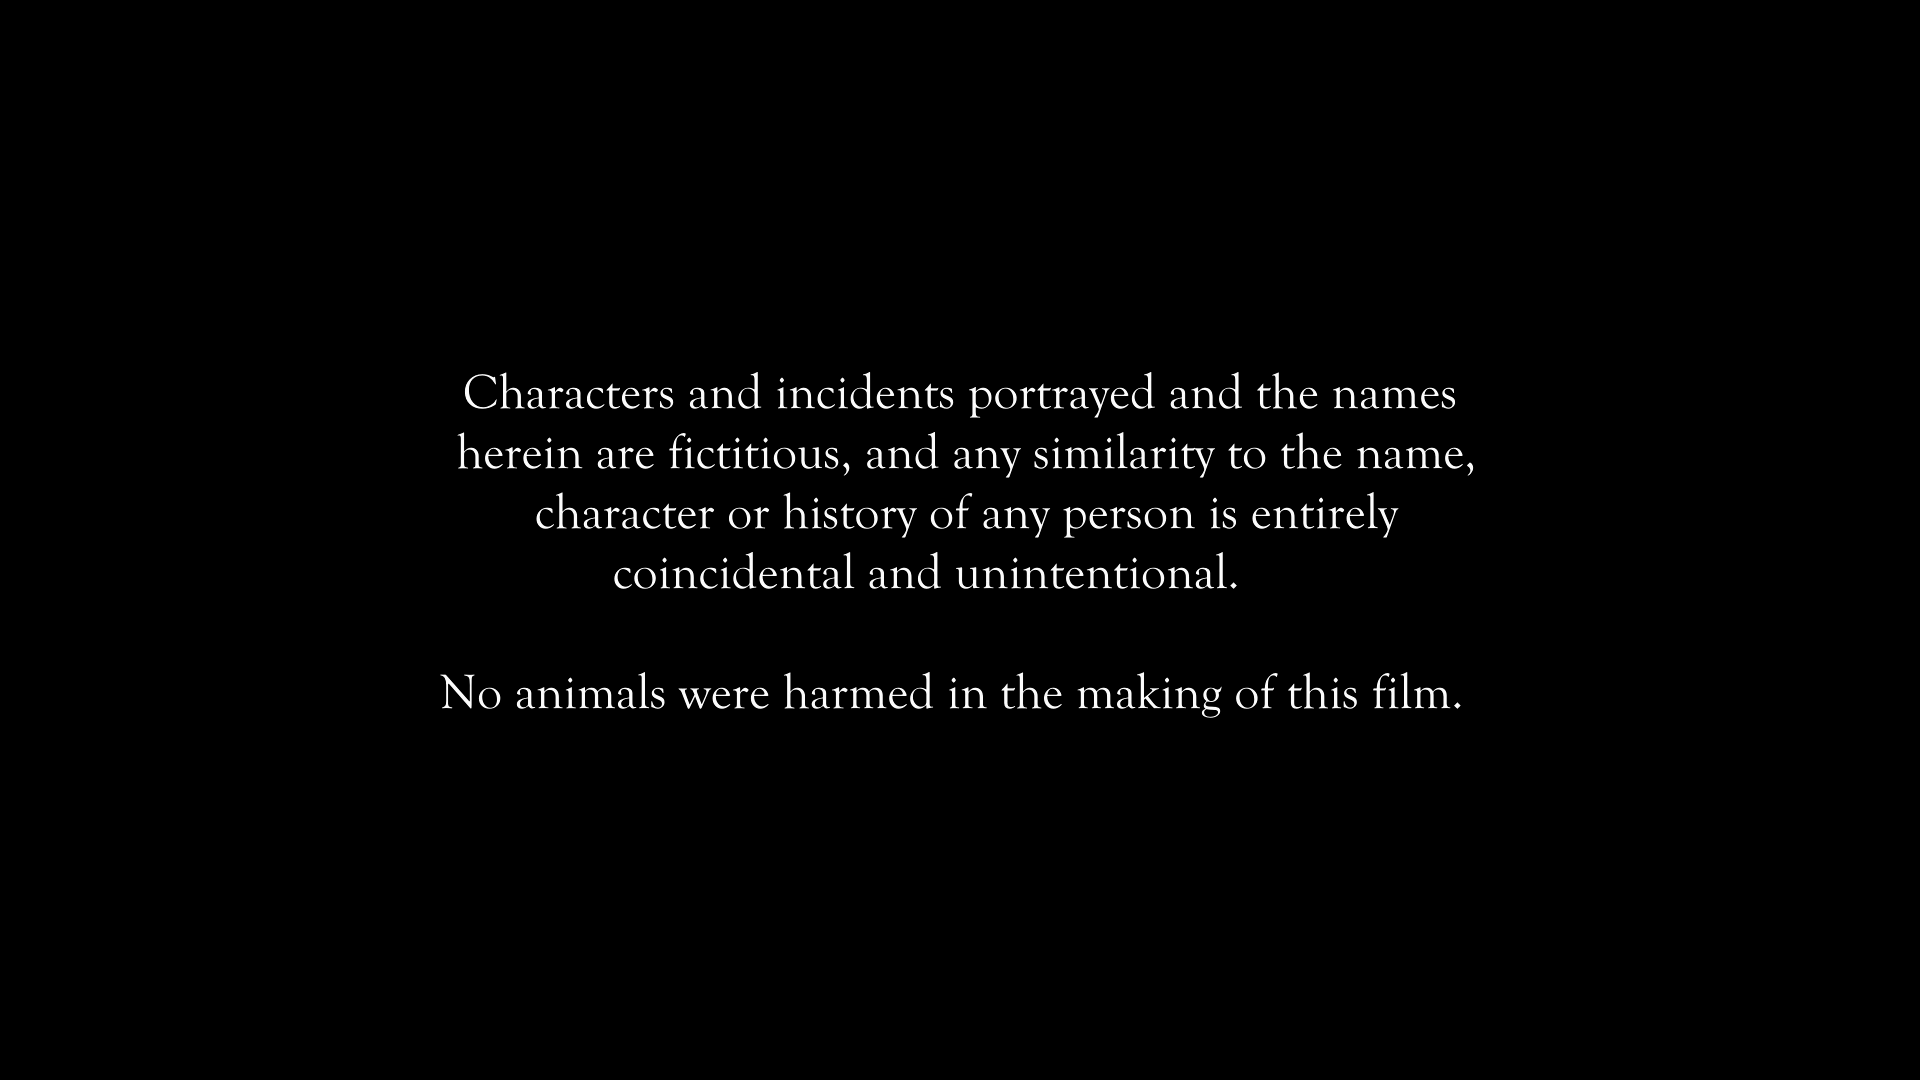 Characters and incidents portrayed and the names
herein are fictitious, and any similarity to the name,
character or history of any person is entirely
coincidental and unintentional.
No animals were harmed in the making of this film.